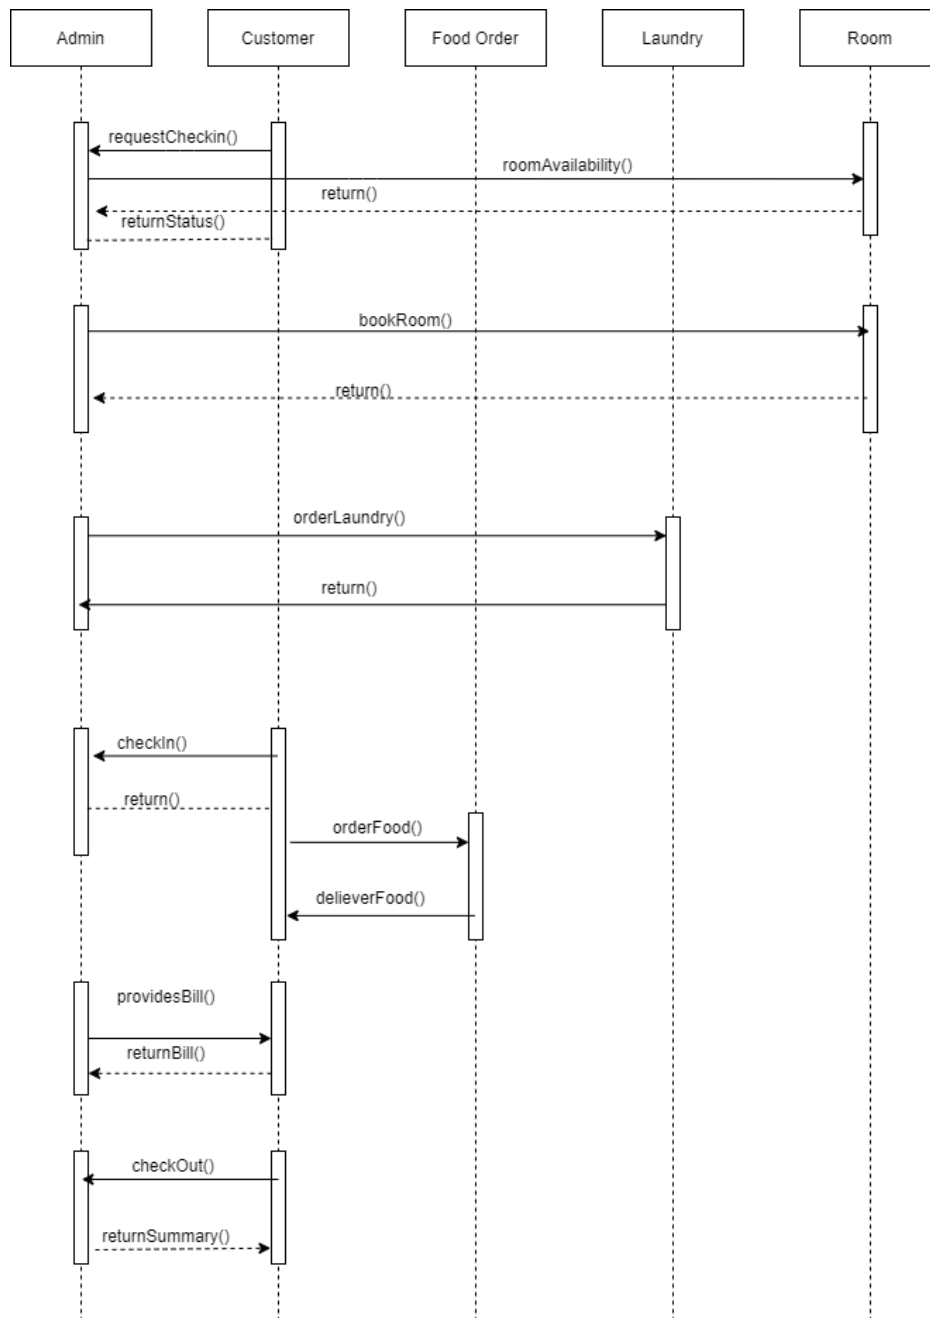 Admin
Customer
Food Order
Laundry
Room
requestCheckin()
roomAvailability()
return()
returnStatus()
bookRoom()
return()
orderLaundry()
return()
checkIn()
return()
orderFood()
delieverFood()
providesBill()
returnBill()
checkOut()
returnSummary()